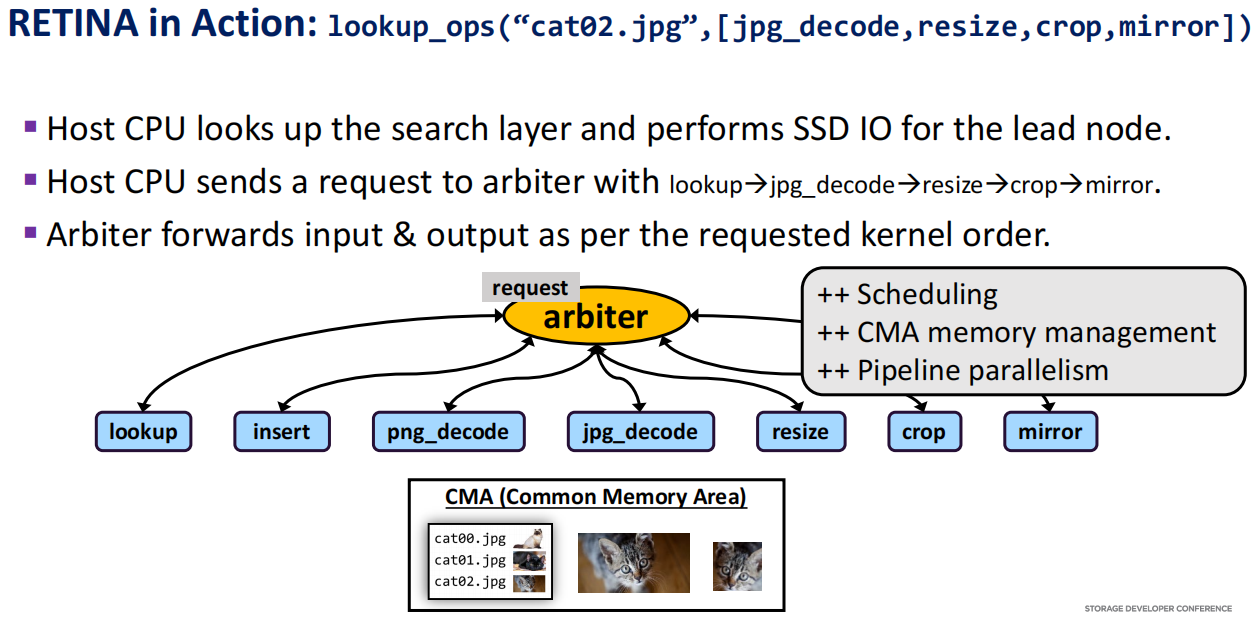 RETINA in Action: lookup_ops(“cat02.jpg”,[jpg_decode,resize,crop,mirror])
▪ Host CPU looks up the search layer and performs SSD IO for the lead node.
▪ Host CPU sends a request to arbiter with lookup→jpg_decode→resize→crop→mirror.
▪ Arbiter forwards input & output as per the requested kernel order.
request
arbiter
++ Scheduling
++ CMA memory management
++ Pipeline parallelism
lookup
insert
png_decode
jpg_decode
resize
crop
mirror
CMA (Common Memory Area)
cat00.jpg
cat01.jpg
cat02.jpg
STORAGE DEVELOPER CONFERENCE